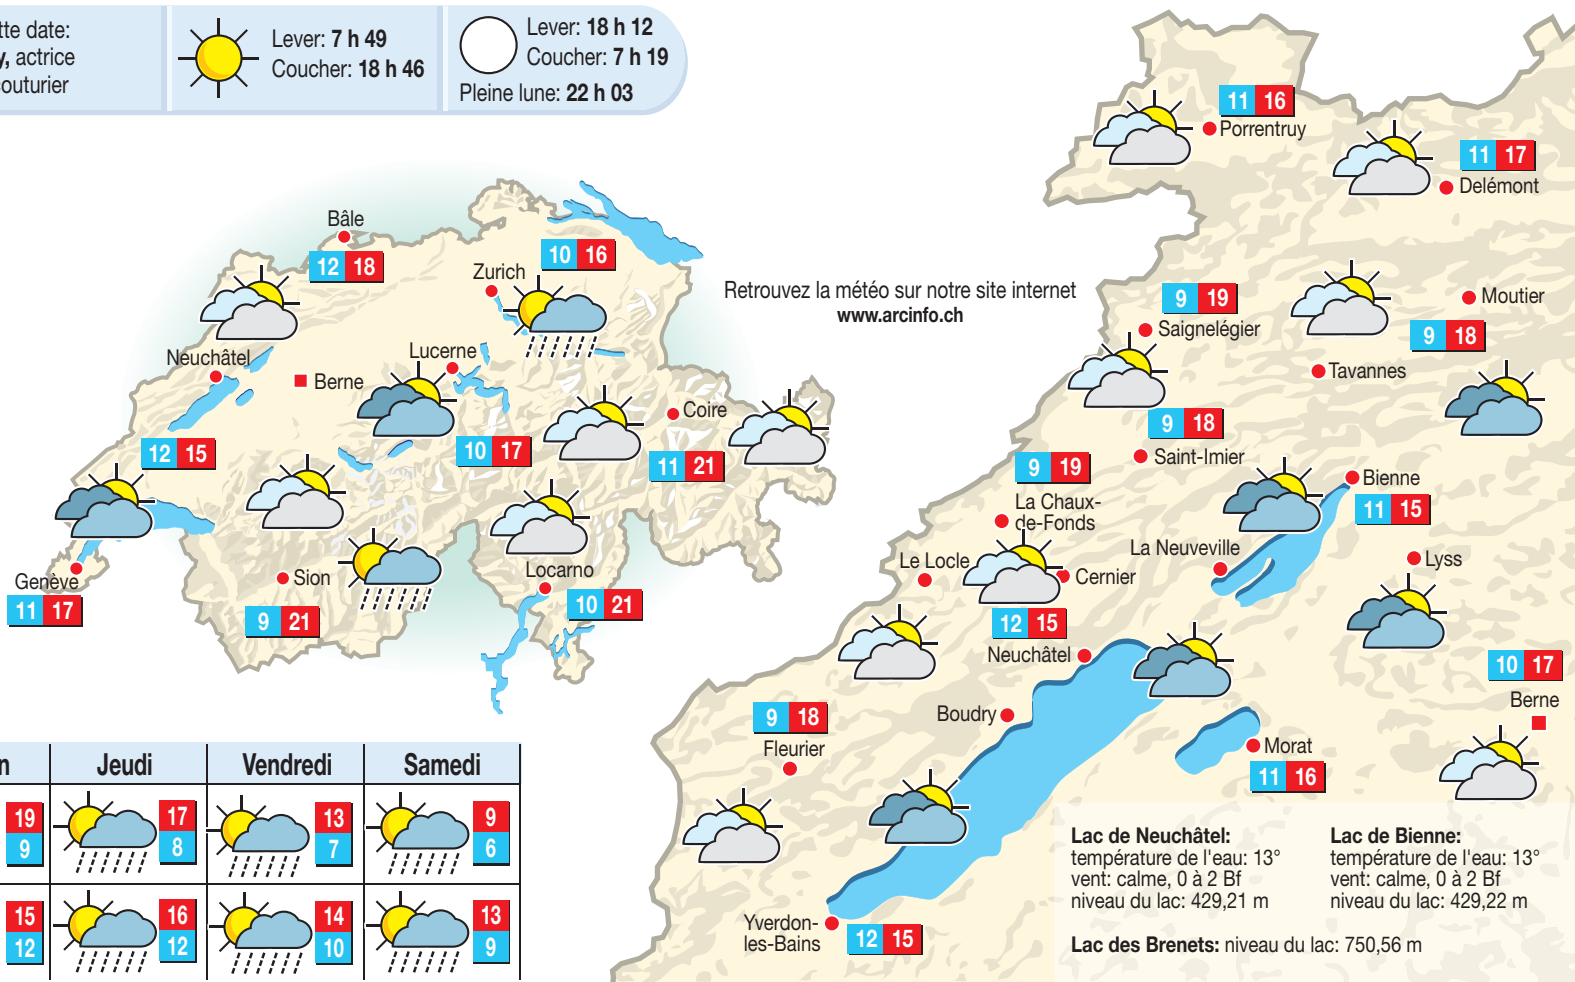 tte date:
y, actrice
outurier
Lever: 7 h 49
Coucher: 18 h 46
Lever: 18 h 12
Coucher: 7 h 19
Pleine lune: 22 h 03
Bâle
12 18
10 16
Zurich
Neuchâtel
Lucerne
Berne
Coire
12 15
10 17
11 21
Genève
11 17
Sion
9 21
Locarno
10 21
Retrouvez la météo sur notre site internet
www.arcinfo.ch
11 16
Porrentruy
11 17
Delémont
9 19
Saignelégier
Moutier
9 18
Tavannes
9 18
Saint-Imier
9 19
La Chaux-
de-Fonds
Bienne
11 15
La Neuveville
Le Locle
Cernier
Lyss
12 15
Neuchâtel
10 17
Berne
Boudry
9 18
Fleurier
Morat
11 16
Yverdon-
les-Bains
12 15
n
Jeudi
Vendredi
Samedi
19 17 13 9
9 8 7 6
15 16 14 13
12 12 10 9
Lac de Neuchâtel:
température de l'eau: 13°
vent: calme, 0 à 2 Bf
niveau du lac: 429,21 m
Lac de Bienne:
température de l'eau: 13°
vent: calme, 0 à 2 Bf
niveau du lac: 429,22 m
Lac des Brenets: niveau du lac: 750,56 m